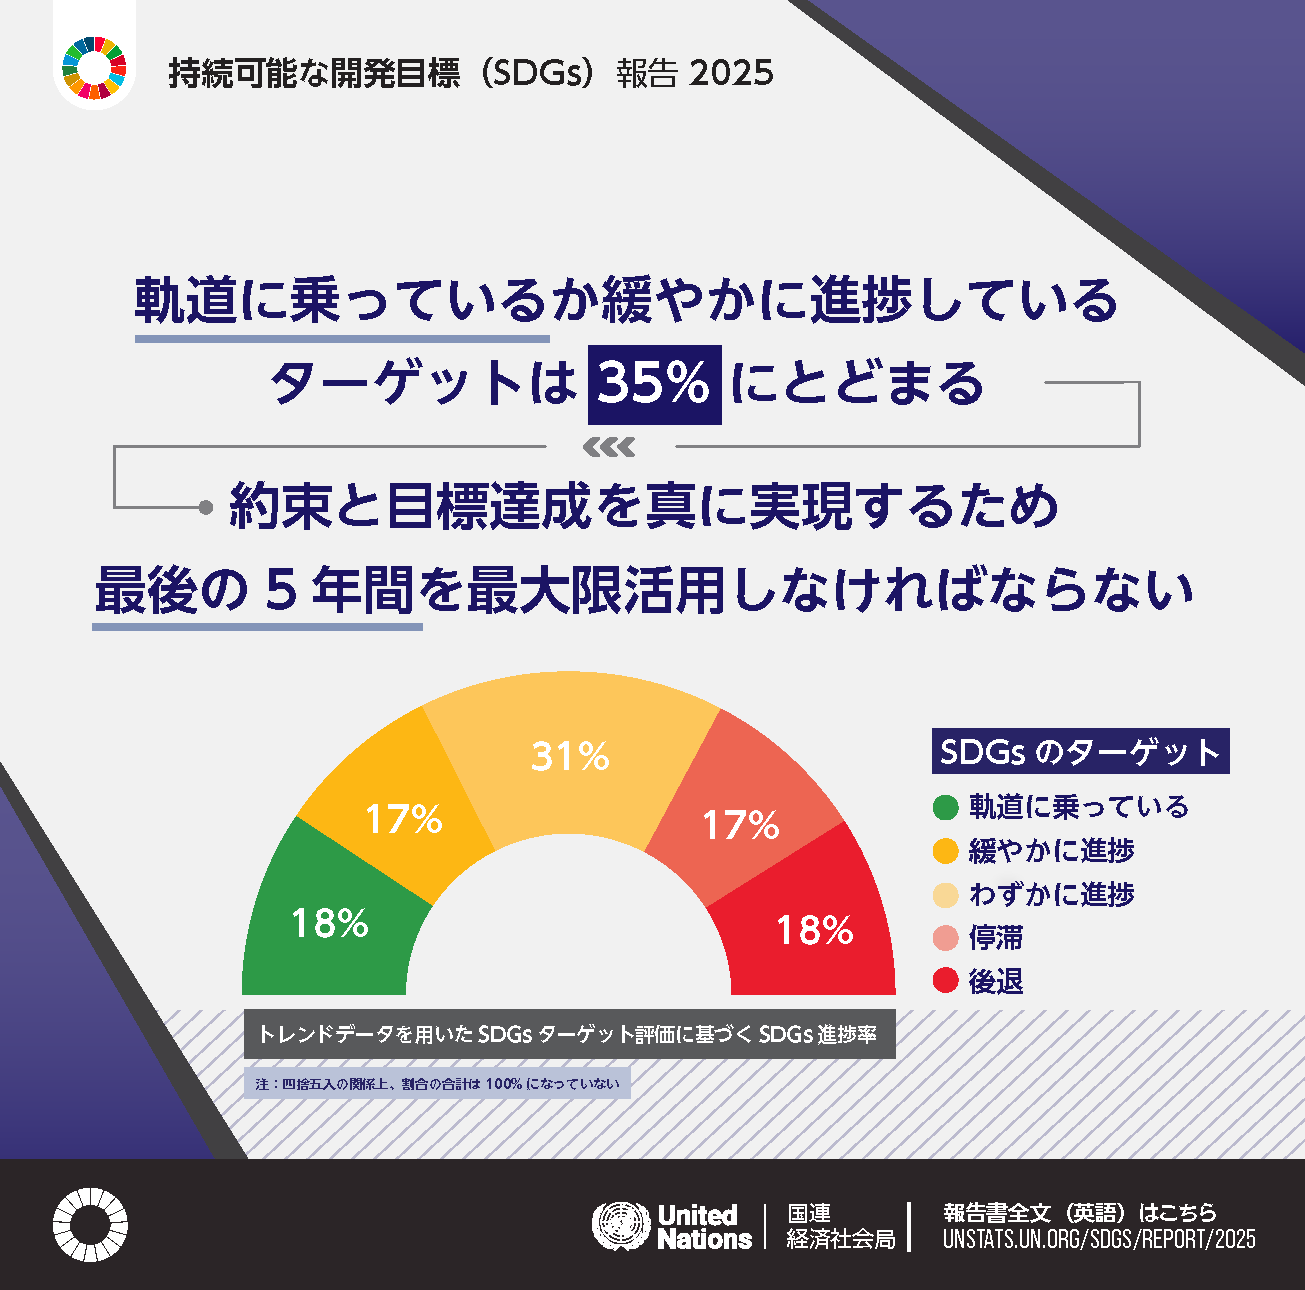 持続可能な開発目標（SDGs）報告 2025
軌道に乗っているか緩やかに進捗している
ターゲットは 35% にとどまる
約束と目標達成を真に実現するため
最後の 5 年間を最大限活用しなければならない
31%
17%
17%
18%
18%
SDGs のターゲット
軌道に乗っている
緩やかに進捗
わずかに進捗
停滞
後退
トレンドデータを用いた SDGs ターゲット評価に基づく SDGs 進捗率
注：四捨五入の関係上、割合の合計は 100% になっていない
United
Nations
国連
経済社会局
報告書全文（英語）はこちら
UNSTATS.UN.ORG/SDGS/REPORT/2025